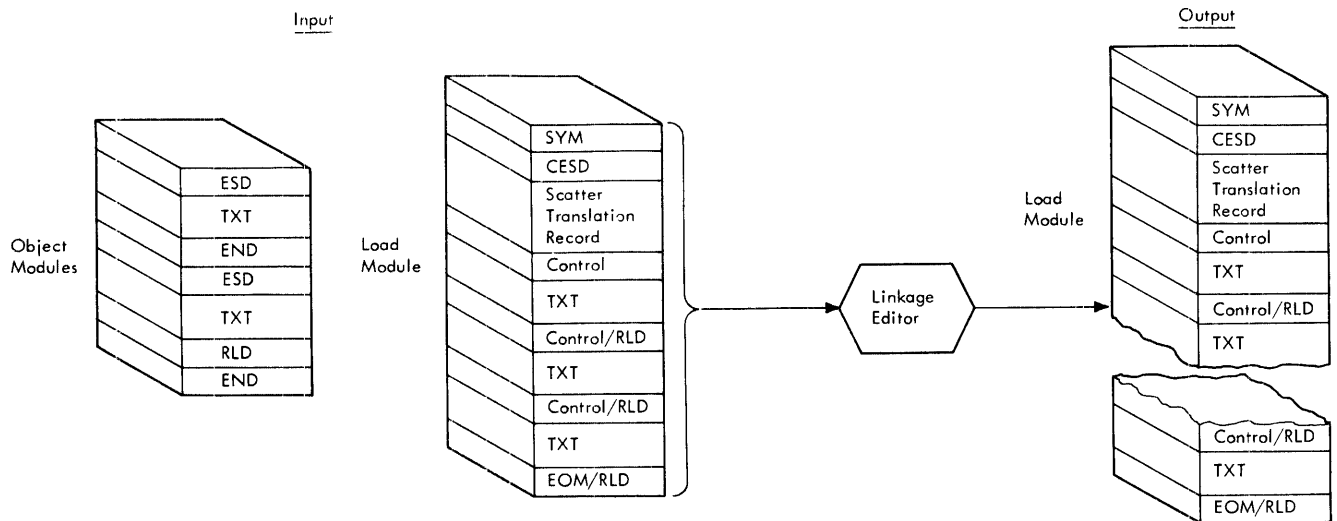 Input
Output
Object
Modules
ESD
TXT
END
ESD
TXT
RLD
END
Load
Module
SYM
CESD
Scatter
Translation
Record
Control
TXT
Control/RLD
TXT
Control/RLD
TXT
EOM/RLD
Linkage
Editor
Load
Module
SYM
CESD
Scatter
Translation
Record
Control
TXT
Control/RLD
TXT
Control/RLD
TXT
EOM/RLD